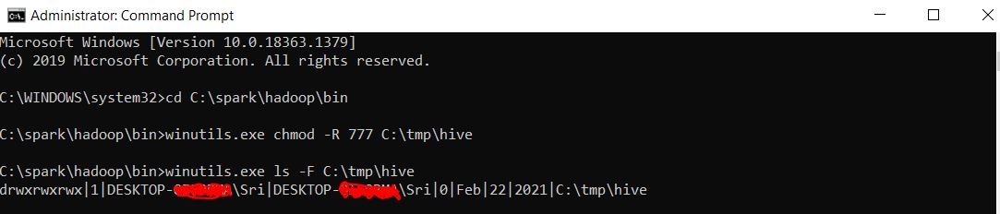 Administrator: Command Prompt
Microsoft Windows [Version 10.0.18363.1379]
(c) 2019 Microsoft Corporation. All rights reserved.
C:\WINDOWS\system32>cd C:\spark\hadoop\bin
C:\spark\hadoop\bin>winutils.exe chmod -R 777 C:\tmp\hive
C:\spark\hadoop\bin>winutils.exe ls -F C:\tmp\hive
drwxrwxrwx|1|DESKTOP-\Sri|DESKTOP-\Sri|0|Feb|22|2021|C:\tmp\hive